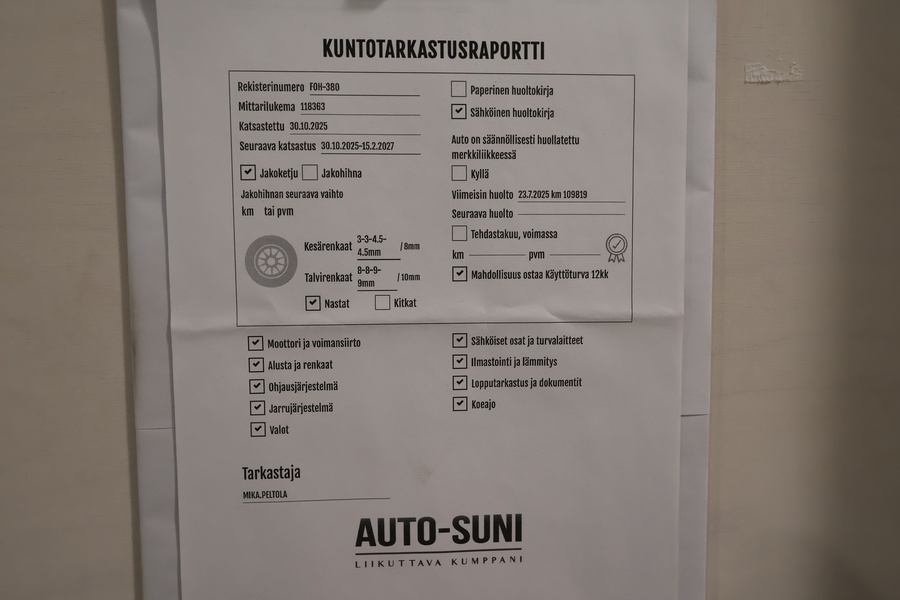 KUNTOTARKASTUSRAPORTTI
Rekisterinumero FOH-380
Mittarilukema 118363
Katsastettu 30.10.2025
Seuraava katsastus 30.10.2025-15.2.2027
Jakoketju Jakohihna
Jakohihnan seuraava vaihto
km tai pvm
Kesärenkaat 3-3-4.5-
4.5mm / 8mm
Talvirenkaat 8-8-9-
9mm / 10mm
Nastat Kitkat
Paperinen huoltokirja
Sähköinen huoltokirja
Auto on säännöllisesti huollatettu
merkkiliikkeessä
Kyllä
Viimeisin huolto 23.7.2025 km 109819
Seuraava huolto
Tehdastakuu, voimassa
km pvm
Mahdollisuus ostaa Käyttöturva 12kk
Moottori ja voimansiirto
Alusta ja renkaat
Ohjausjärjestelmä
Jarrujärjestelmä
Valot
Sähköiset osat ja turvalaitteet
Ilmastointi ja lämmitys
Lopputarkastus ja dokumentit
Koeajo
Tarkastaja
MIKA.PELTOLA
AUTO-SUNI
LIIKUTTAVA KUMPPANI